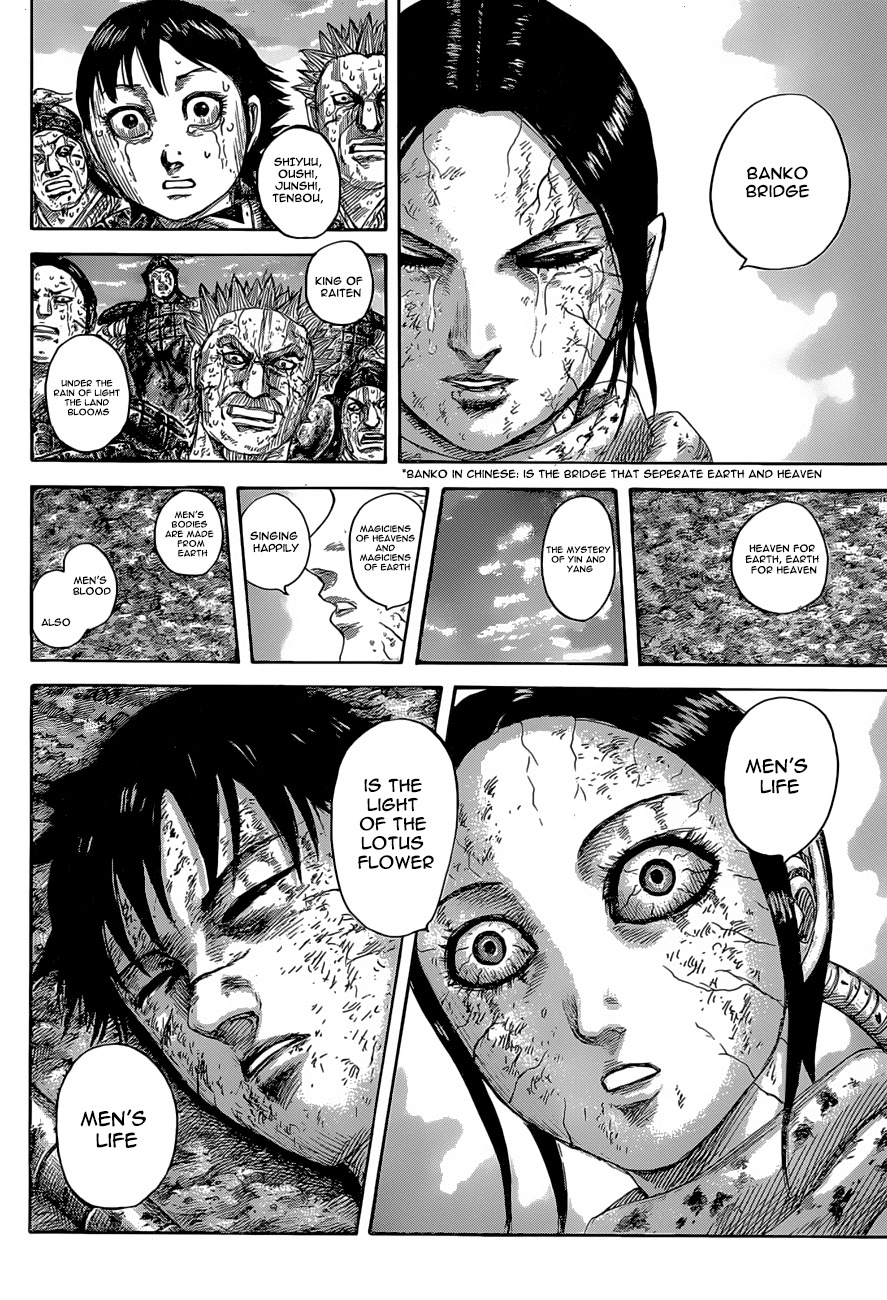 BANKO
BRIDGE
SHIYUU,
OUSHI,
JUNSHI,
TENBOU,
KING OF
RAITEN
UNDER THE
RAIN OF LIGHT
THE LAND
BLOOMS
*BANKO IN CHINESE: IS THE BRIDGE THAT SEPERATE EARTH AND HEAVEN
HEAVEN FOR
EARTH, EARTH
FOR HEAVEN
THE MYSTERY
OF YIN AND
YANG
MAGICIENS
OF HEAVENS
AND
MAGICIENS
OF EARTH
SINGING
HAPPILY
MEN'S
BODIES
ARE MADE
FROM
EARTH
MEN'S
BLOOD
ALSO
MEN'S
LIFE
IS THE
LIGHT
OF THE
LOTUS
FLOWER
MEN'S
LIFE